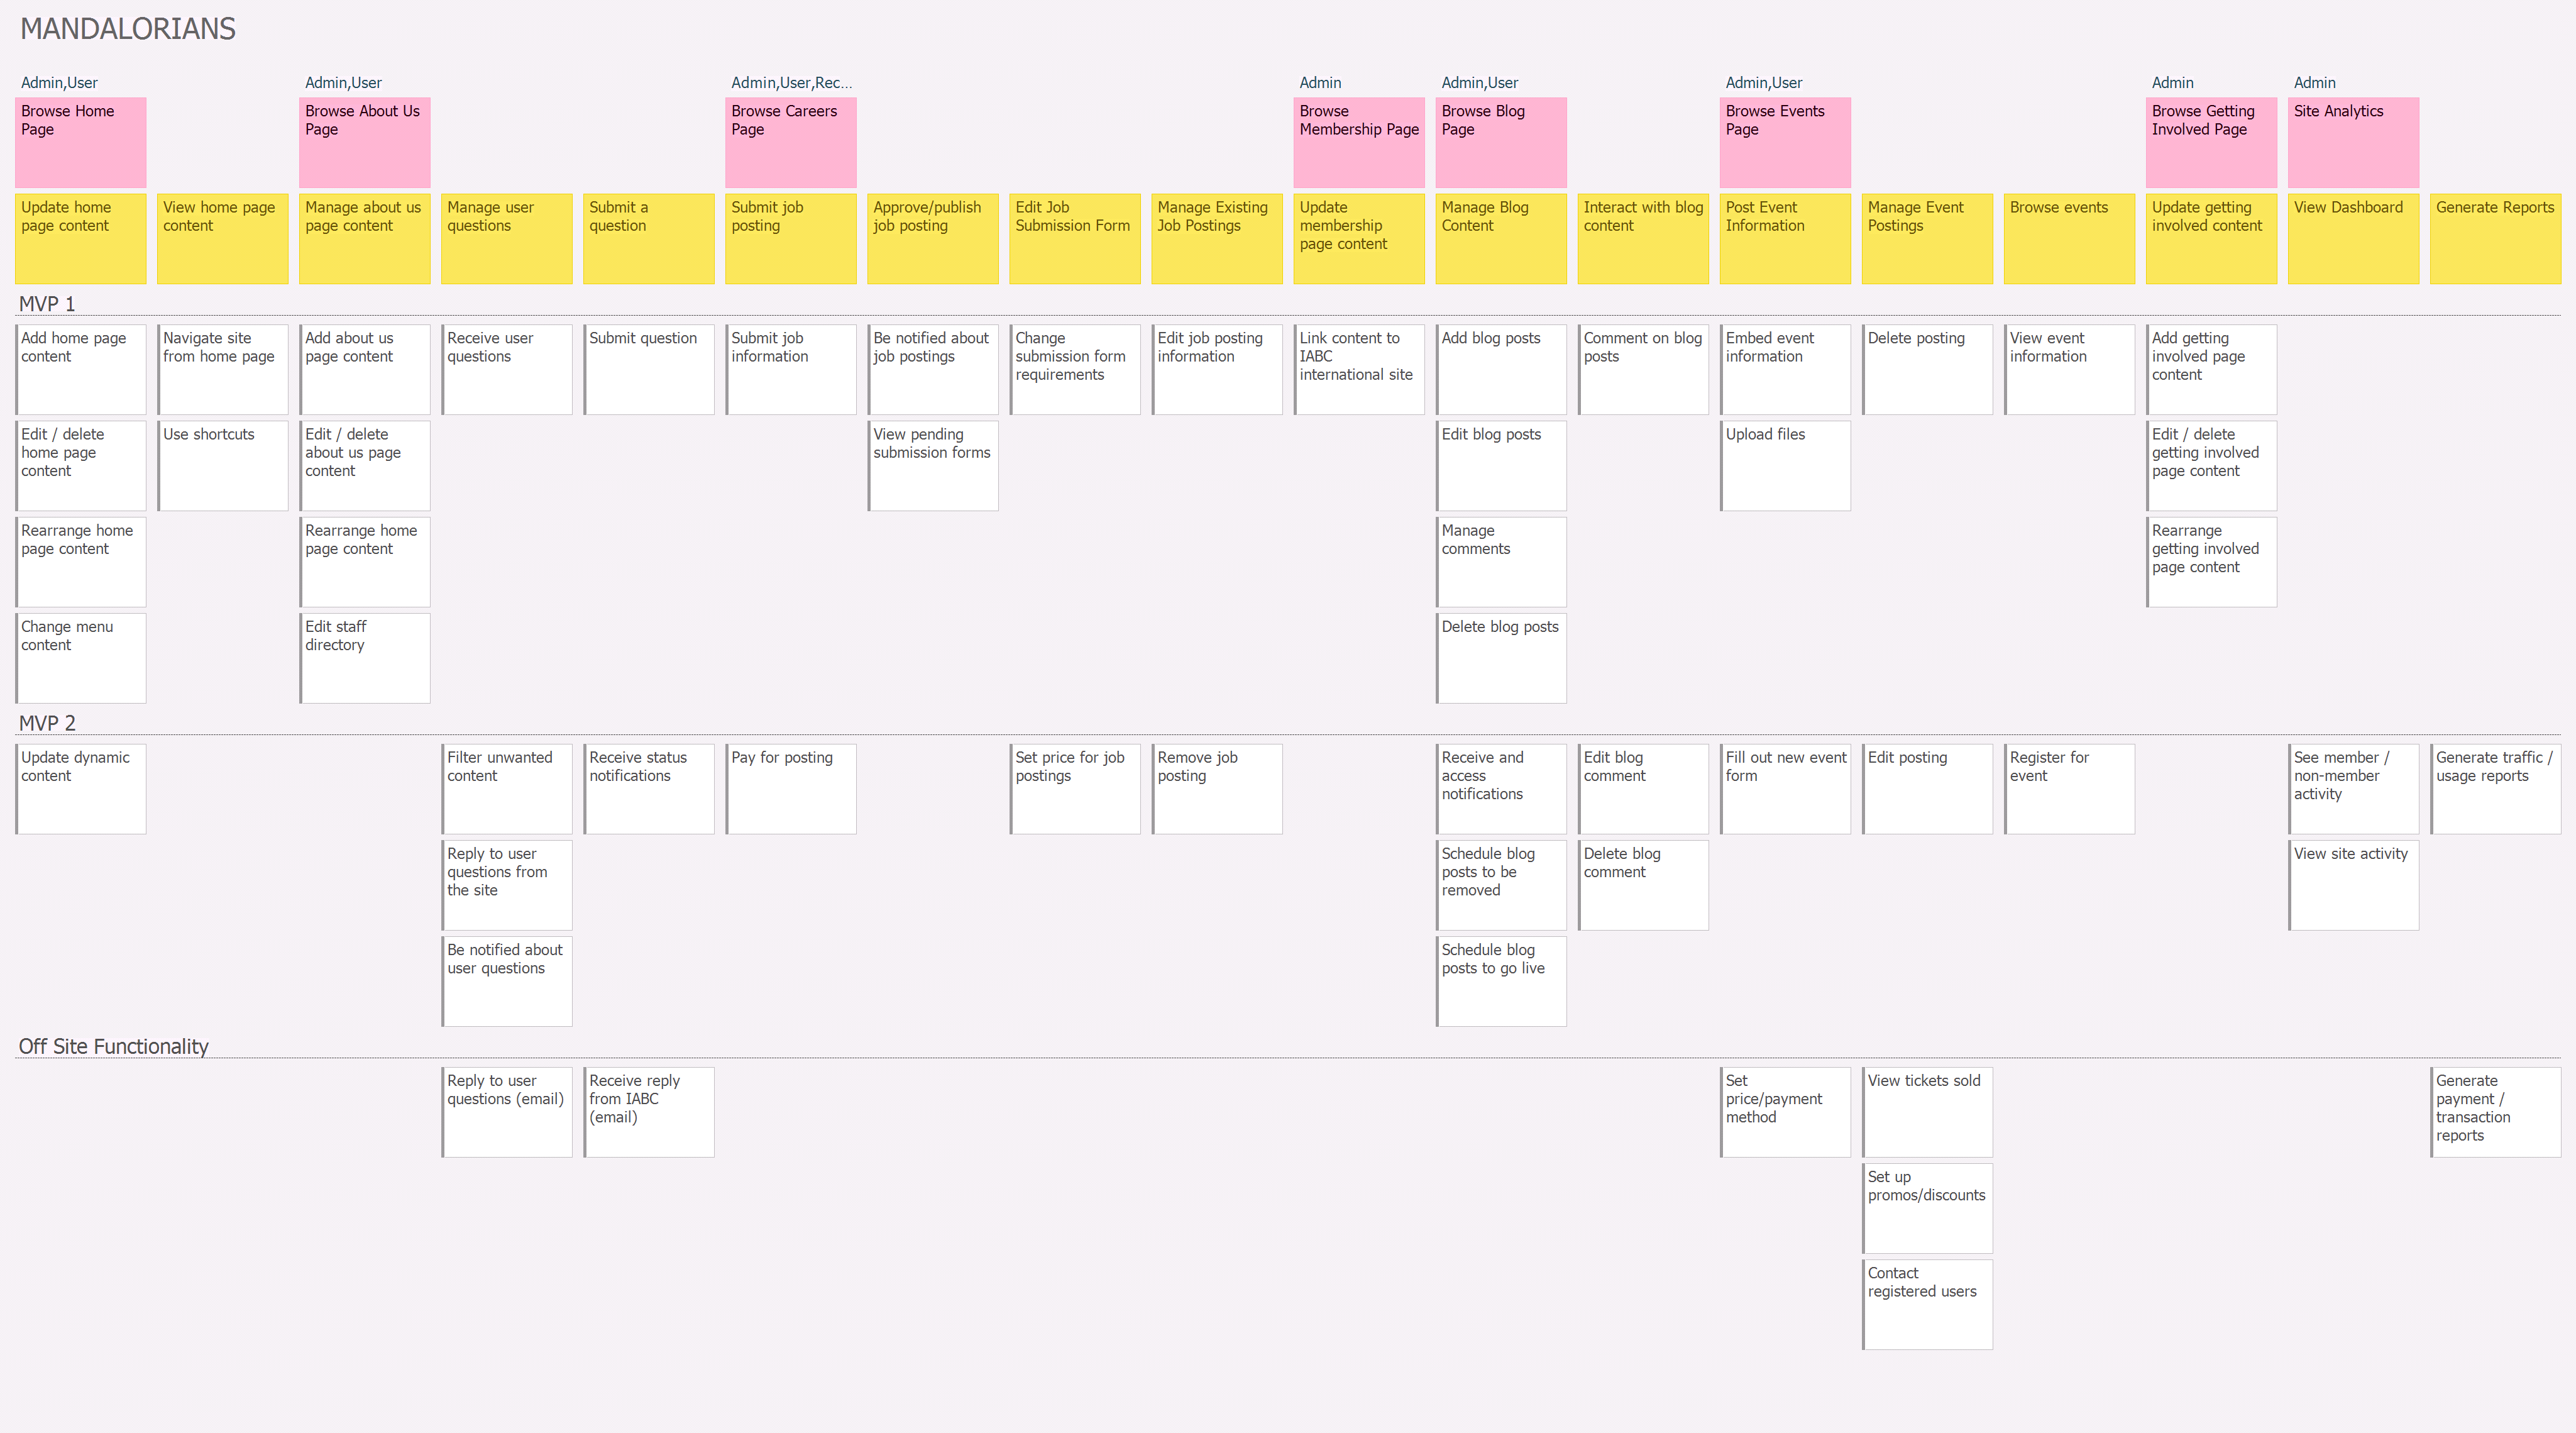 MANDALORIANS
Admin,User
Admin,User
Admin,User,Rec...
Admin
Admin,User
Admin,User
Admin
Admin
Browse Home
Page
Browse About Us
Page
Browse Careers
Page
Browse
Membership Page
Browse Blog
Page
Browse Events
Page
Browse Getting
Involved Page
Site Analytics
Update home
page content
View home page
content
Manage about us
page content
Manage user
questions
Submit a
question
Submit job
posting
Approve/publish
job posting
Edit Job
Submission Form
Manage Existing
Job Postings
Update
membership
page content
Manage Blog
Content
Interact with blog
content
Post Event
Information
Manage Event
Postings
Browse events
Update getting
involved content
View Dashboard
Generate Reports
MVP 1
Add home page
content
Navigate site
from home page
Add about us
page content
Receive user
questions
Submit question
Submit job
information
Be notified about
job postings
Change
submission form
requirements
Edit job posting
information
Link content to
IABC
international site
Add blog posts
Comment on blog
posts
Embed event
information
Delete posting
View event
information
Add getting
involved page
content
Edit / delete
home page
content
Use shortcuts
Edit / delete
about us page
content
View pending
submission forms
Edit blog posts
Upload files
Edit / delete
getting involved
page content
Rearrange home
page content
Rearrange home
page content
Manage
comments
Rearrange
getting involved
page content
Change menu
content
Edit staff
directory
Delete blog posts
MVP 2
Update dynamic
content
Filter unwanted
content
Receive status
notifications
Pay for posting
Set price for job
postings
Remove job
posting
Receive and
access
notifications
Edit blog
comment
Fill out new event
form
Edit posting
Register for
event
See member /
non-member
activity
Generate traffic /
usage reports
Reply to user
questions from
the site
Schedule blog
posts to be
removed
Delete blog
comment
View site activity
Be notified about
user questions
Schedule blog
posts to go live
Off Site Functionality
Reply to user
questions (email)
Receive reply
from IABC
(email)
Set
price/payment
method
View tickets sold
Generate
payment /
transaction
reports
Set up
promos/discounts
Contact
registered users